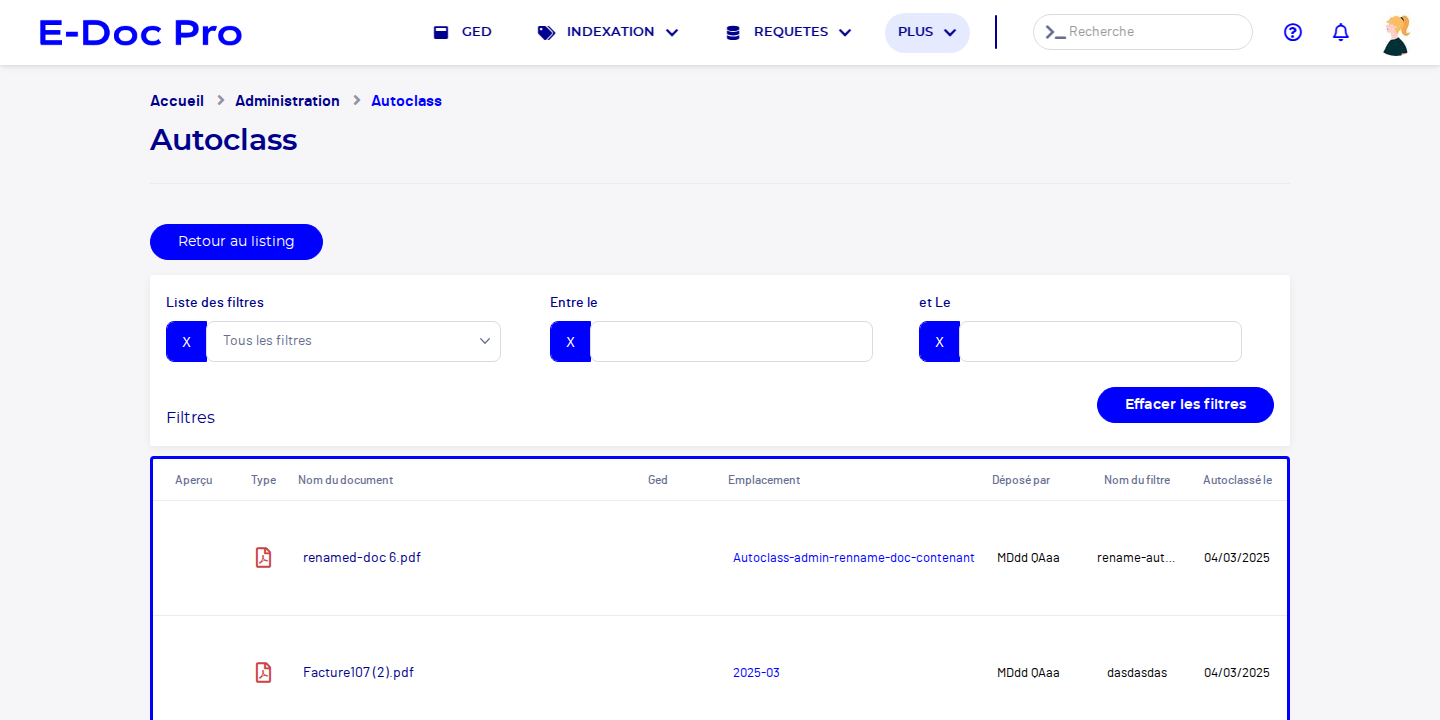 E-Doc Pro
GED
INDEXATION
REQUETES
PLUS
Recherche
Accueil
Administration
Autoclass
Autoclass
Retour au listing
Liste des filtres
Entre le
et Le
X
Tous les filtres
X
X
Filtres
Effacer les filtres
Aperçu
Type
Nom du document
Ged
Emplacement
Déposé par
Nom du filtre
Autoclassé le
renamed-doc 6.pdf
Autoclass-admin-renname-doc-contenant
MDdd QAaa
rename-aut...
04/03/2025
Facture107 (2).pdf
2025-03
MDdd QAaa
dasdasdas
04/03/2025